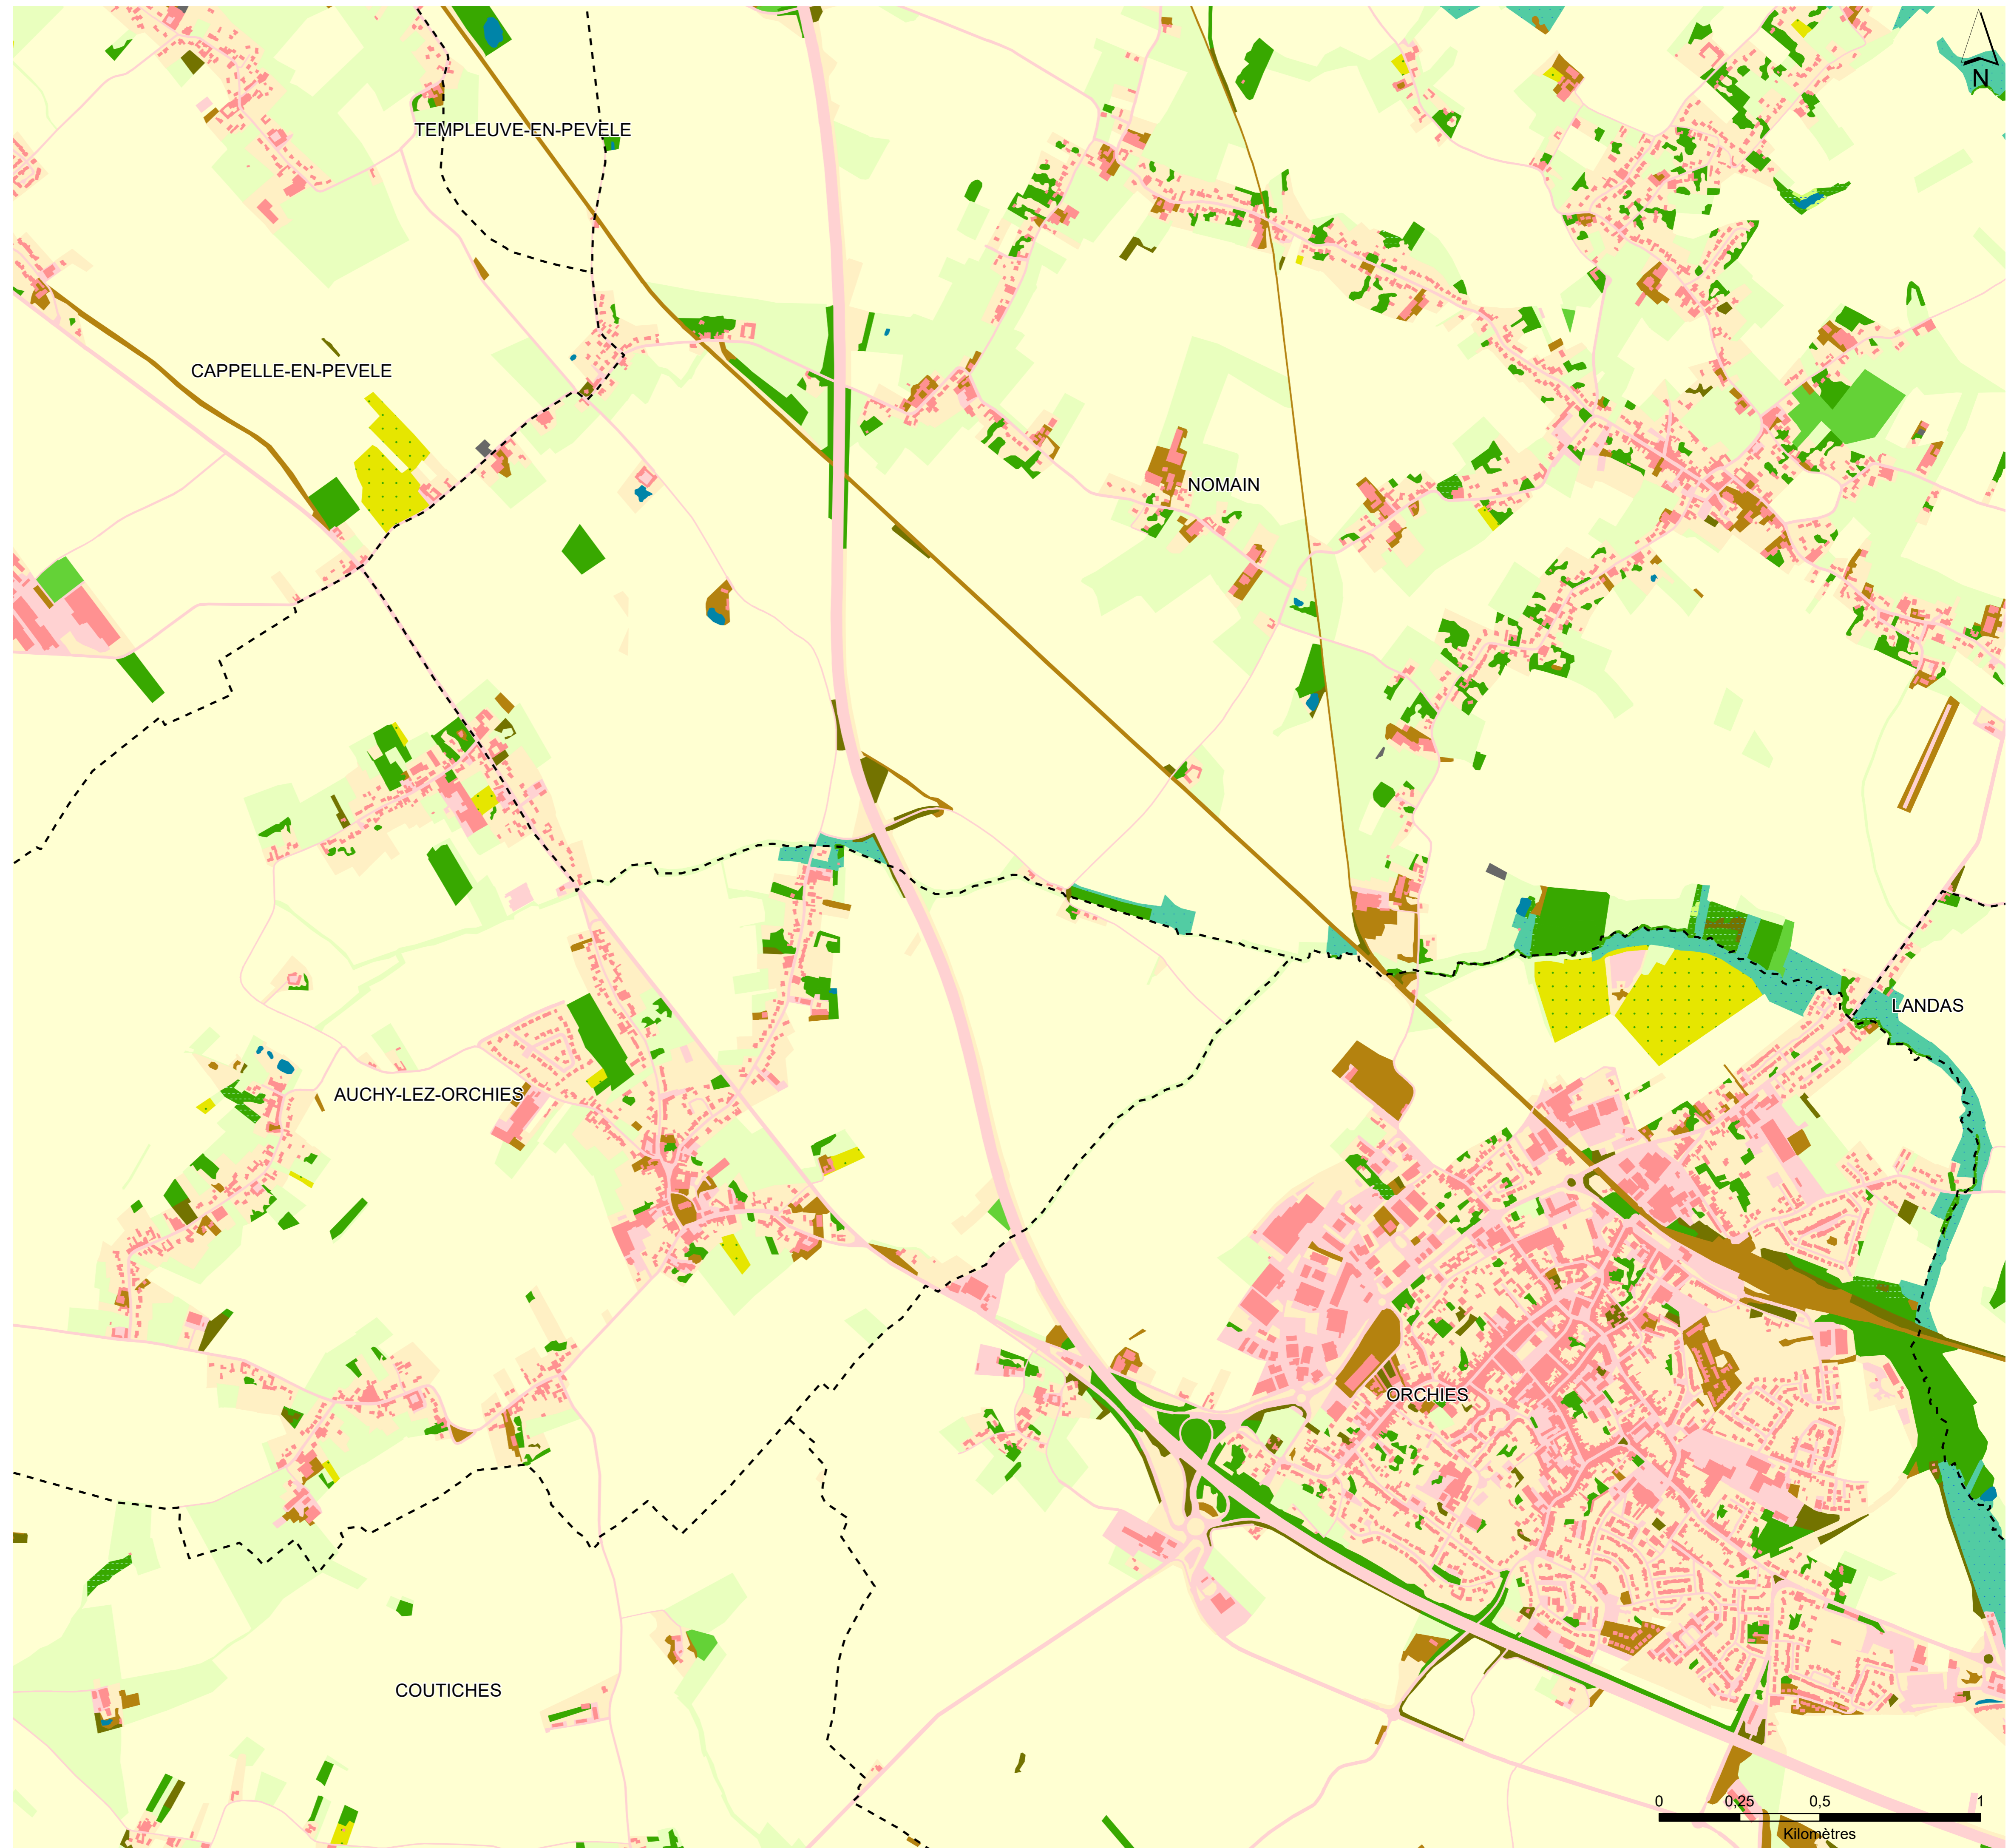 N
TEMPLEUVE-EN-PEVELE
CAPPELLE-EN-PEVELE
NOMAIN
LANDAS
AUCHY-LEZ-ORCHIES
ORCHIES
COUTICHES
0 0,25 0,5 1
Kilomètres